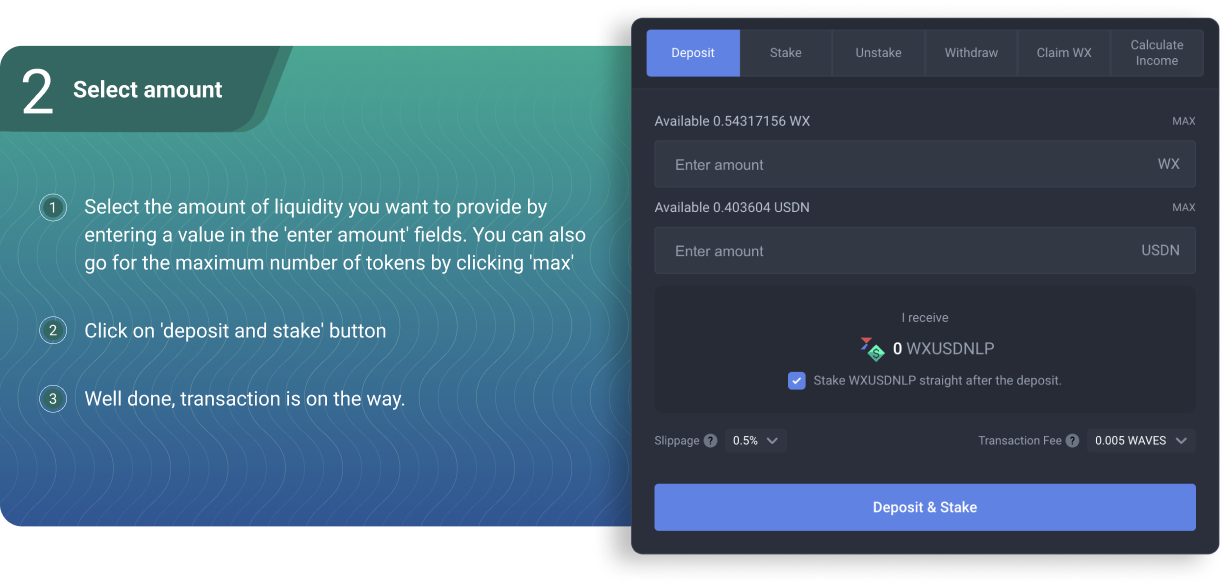 2 Select amount
1 Select the amount of liquidity you want to provide by
entering a value in the 'enter amount' fields. You can also
go for the maximum number of tokens by clicking 'max'
2 Click on 'deposit and stake' button
3 Well done, transaction is on the way.
Deposit Stake Unstake Withdraw Claim WX Calculate
Income
Available 0.54317156 WX MAX
Enter amount WX
Available 0.403604 USDN MAX
Enter amount USDN
I receive
0 WXUSDNLP
Stake WXUSDNLP straight after the deposit.
Slippage ? 0.5% Transaction Fee ? 0.005 WAVES
Deposit & Stake